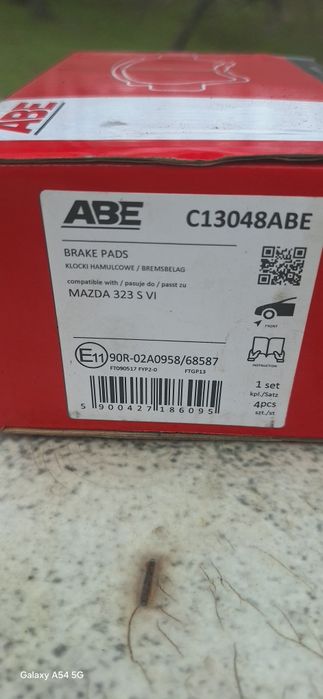 ABE
ABE C13048ABE
BRAKE PADS
KLOCKI HAMULCOWE / BREMSBELAG
compatible with / pasuje do / passt zu
MAZDA 323 S VI
FRONT
E11 90R-02A0958/68587
INSTRUCTION
FT090517 FYP2-0 FTGP13
1 set
kpl./Satz
4pcs
szt./st
5 900427 186095
Galaxy A54 5G